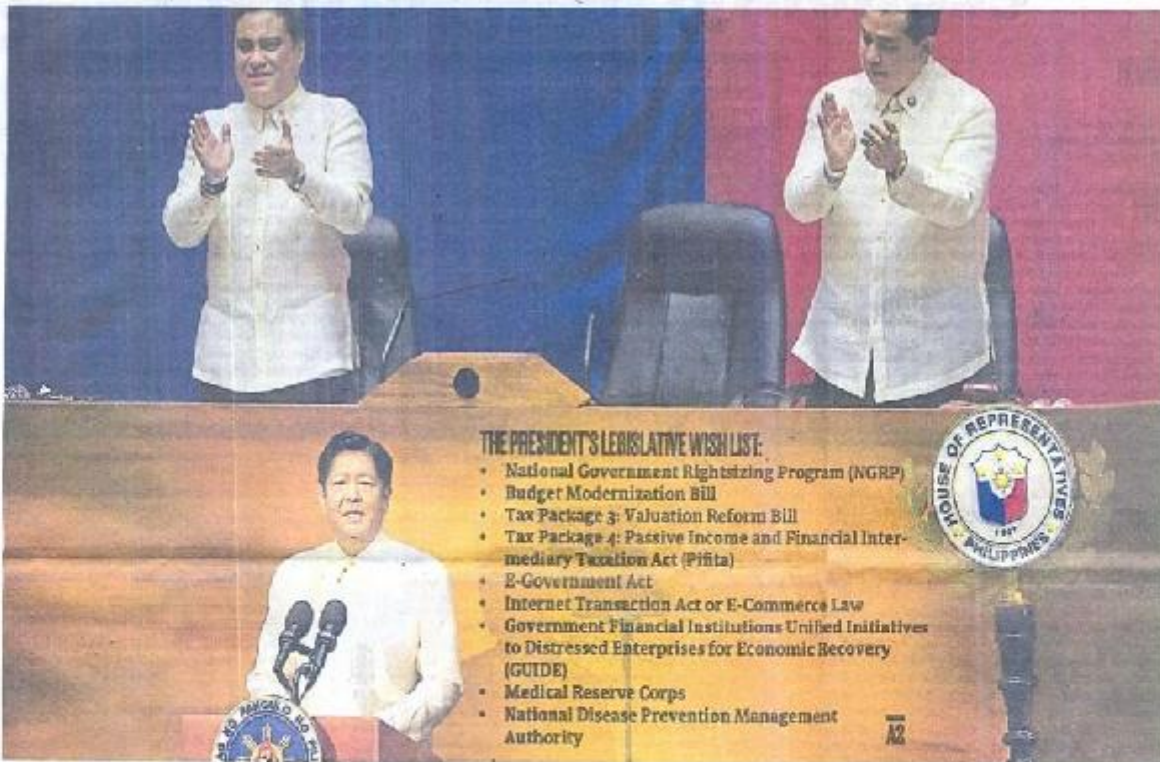 THE PRESIDENT'S LEGISLATIVE WISH LIST:
• National Government Rightsizing Program (NGRP)
• Budget Modernization Bill
• Tax Package 3: Valuation Reform Bill
• Tax Package 4: Passive Income and Financial Inter-
mediary Taxation Act (Pifita)
• E-Government Act
• Internet Transaction Act or E-Commerce Law
• Government Financial Institutions Unified Initiatives
to Distressed Enterprises for Economic Recovery
(GUIDE)
• Medical Reserve Corps
• National Disease Prevention Management
Authority
A2
HOUSE OF REPRESENTATIVES
PHILIPPINES